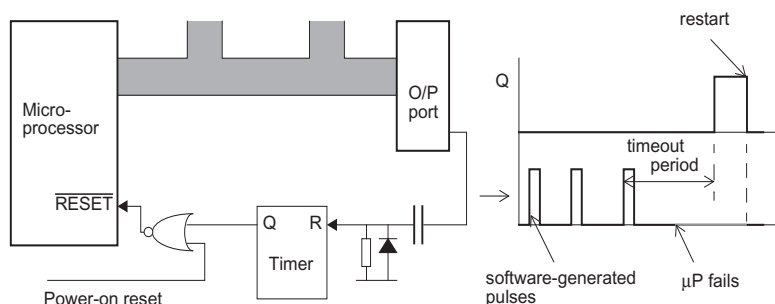 restart
Q
Micro-
processor
O/P
port
timeout
period
RESET
Q
R
Timer
Power-on reset
software-generated
pulses
µP fails